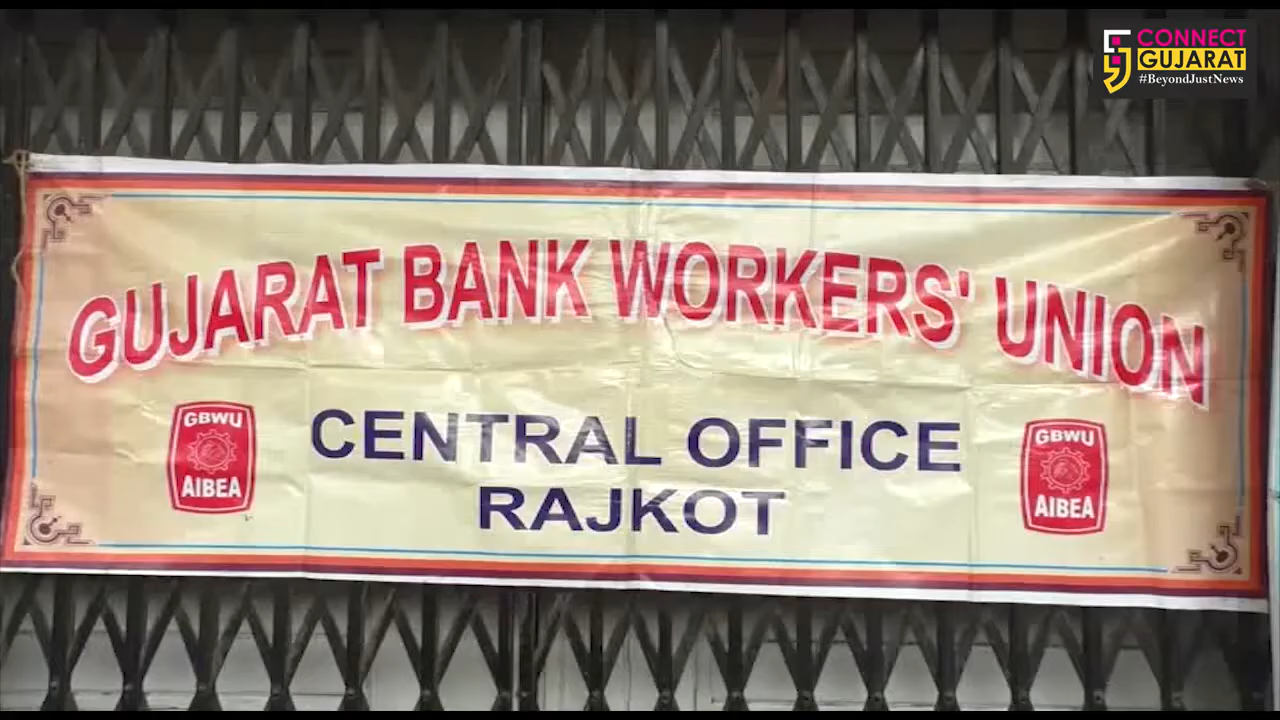 CONNECT
GUJARAT
#BeyondJustNews
GUJARAT BANK WORKERS' UNION
GBWU
AIBEA
CENTRAL OFFICE
RAJKOT
GBWU
AIBEA